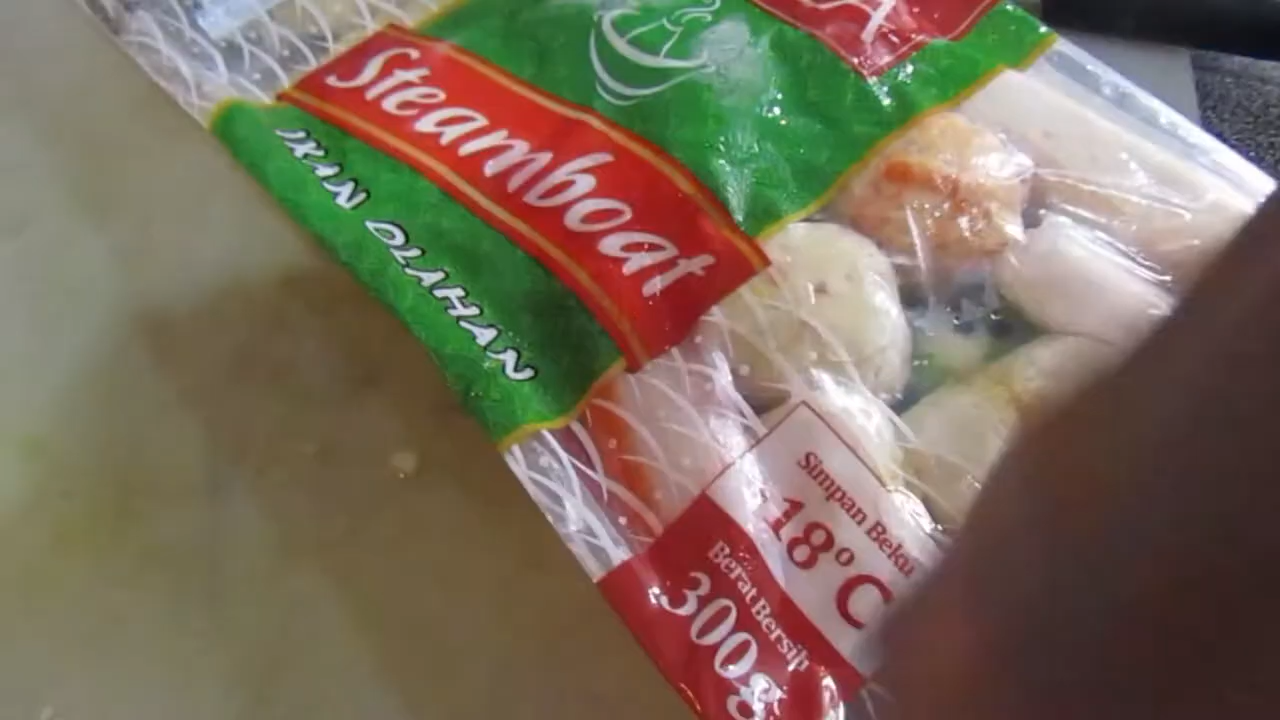 Steamboat
IKAN OLAHAN
Simpan Beku
-18° C
Berat Bersih
300g